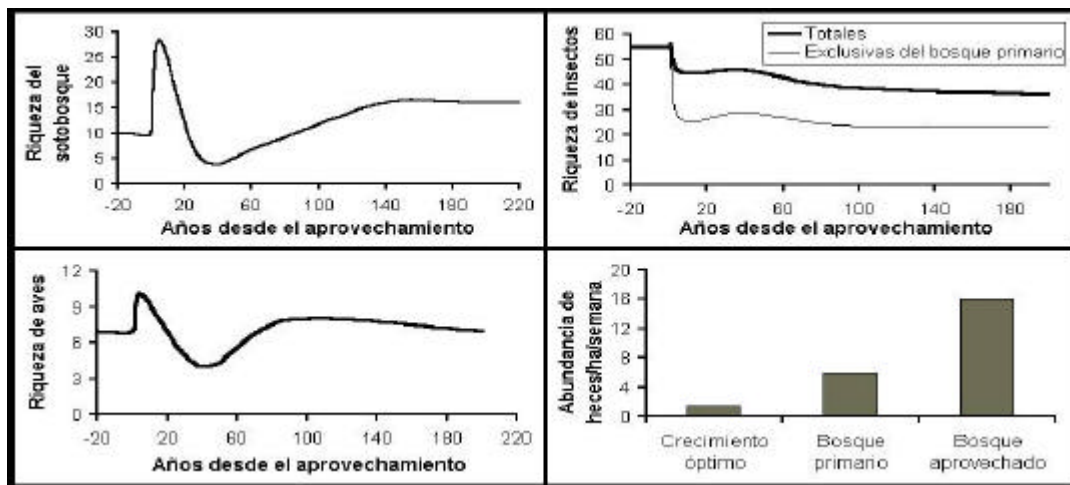 30
25
20
15
10
5
0
Riqueza del
sotobosque
-20 20 60 100 140 180 220
Años desde el aprovechamiento
60
50
40
30
20
10
0
Riqueza de insectos
Totales
Exclusivas del bosque primario
-20 20 60 100 140 180
Años desde el aprovechamiento
12
9
6
3
0
Riqueza de aves
-20 20 60 100 140 180 220
Años desde el aprovechamiento
20
16
12
8
4
0
Abundancia de
heces/ha/semana
Crecimiento
óptimo
Bosque
primario
Bosque
aprovechado